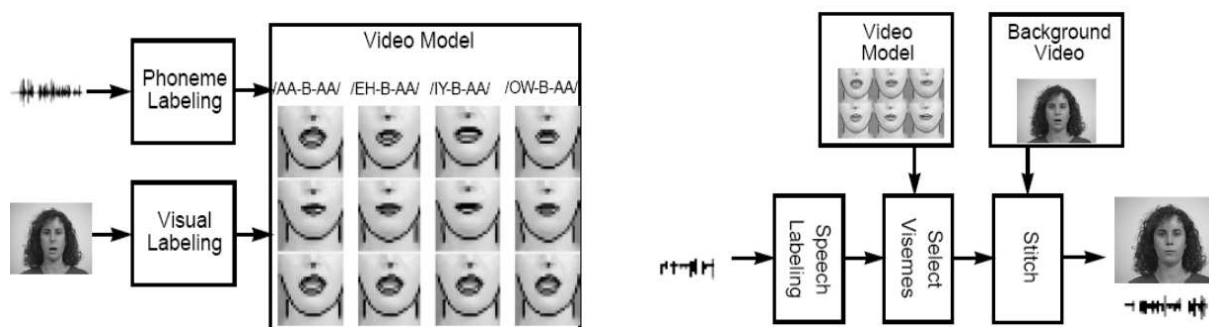 Video Model
Phoneme
Labeling
/AA-B-AA/ /EH-B-AA/ /IY-B-AA/ /OW-B-AA/
Visual
Labeling
Video
Model
Background
Video
Speech
Labeling
Select
Visemes
Stitch